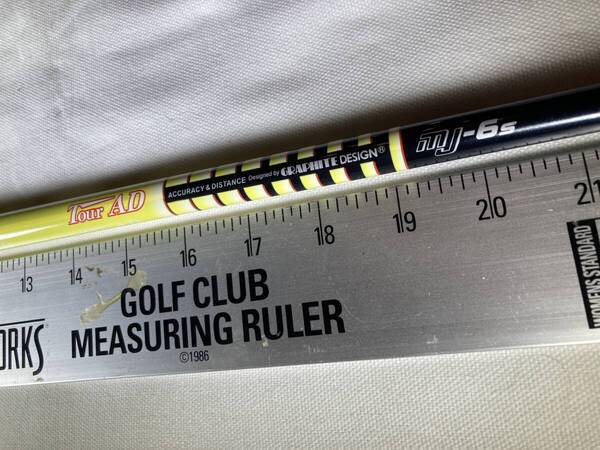 Tour AD
ACCURACY & DISTANCE Designed by GRAPHITE DESIGN®
MJ-6s
13 14 15 16 17 18 19 20 21
ORKS
GOLF CLUB
MEASURING RULER
©1986
WOMENS STANDARD